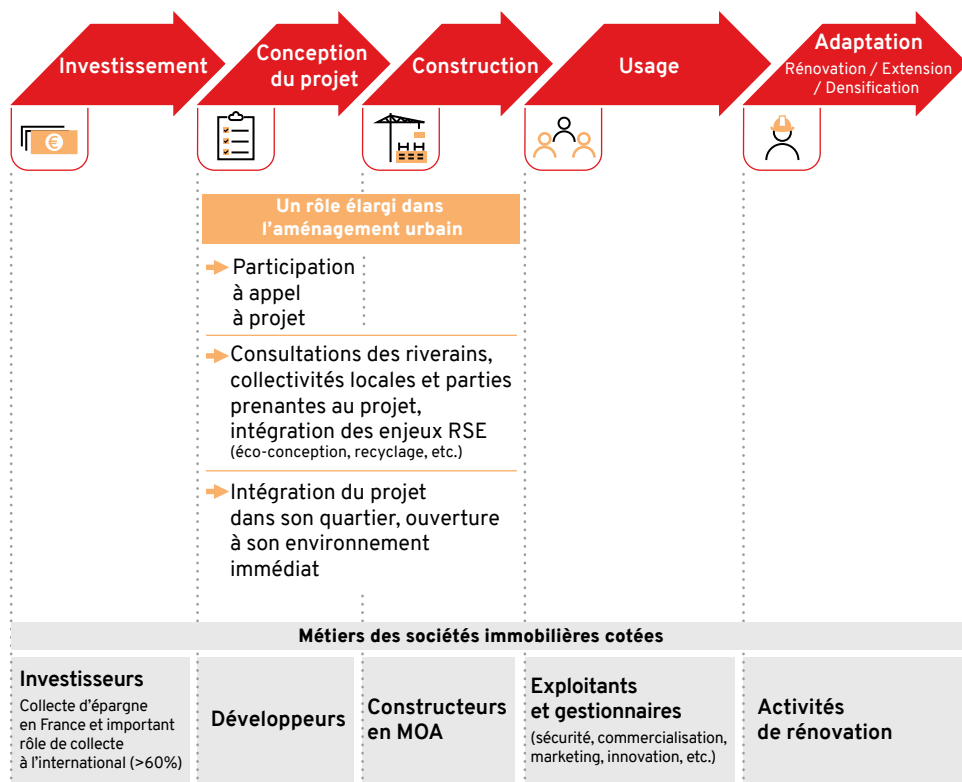 Investissement
Conception
du projet
Construction
Usage
Adaptation
Rénovation / Extension
/ Densification
€
Un rôle élargi dans
l'aménagement urbain
Participation
à appel
à projet
Consultations des riverains,
collectivités locales et parties
prenantes au projet,
intégration des enjeux RSE
(éco-conception, recyclage, etc.)
Intégration du projet
dans son quartier, ouverture
à son environnement
immédiat
Métiers des sociétés immobilières cotées
Investisseurs
Collecte d'épargne
en France et important
rôle de collecte
à l'international (>60%)
Développeurs
Constructeurs
en MOA
Exploitants
et gestionnaires
(sécurité, commercialisation,
marketing, innovation, etc.)
Activités
de rénovation